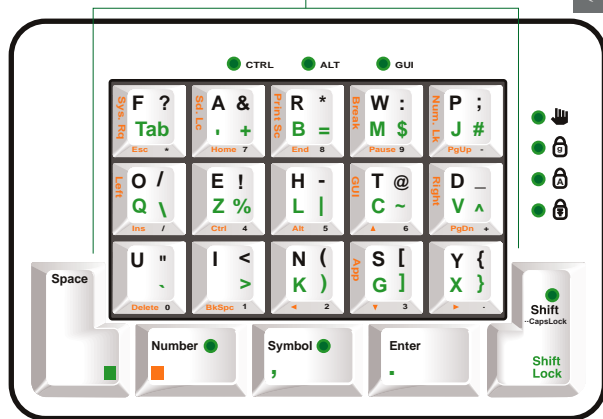 CTRL ALT GUI
Sys. Rq F ? Sd. Lc A & Print Sc R * Break W : Num. Lk P ;
Tab ' + B = M $ J #
Esc * Home 7 End 8 Pause 9 PgUp -
Left O / E ! H - GUI T @ Right D _
Q \ Z % L | C ~ V ^
Ins / Ctrl 4 Alt 5 ▲ 6 PgDn +
U " I < N ( App S [ Y {
` > K ) G ] X }
Delete 0 BkSpc 1 ◄ 2 ▼ 3 ► .
g
A
Space
Number Symbol Enter
, .
Shift
··CapsLock
Shift
Lock